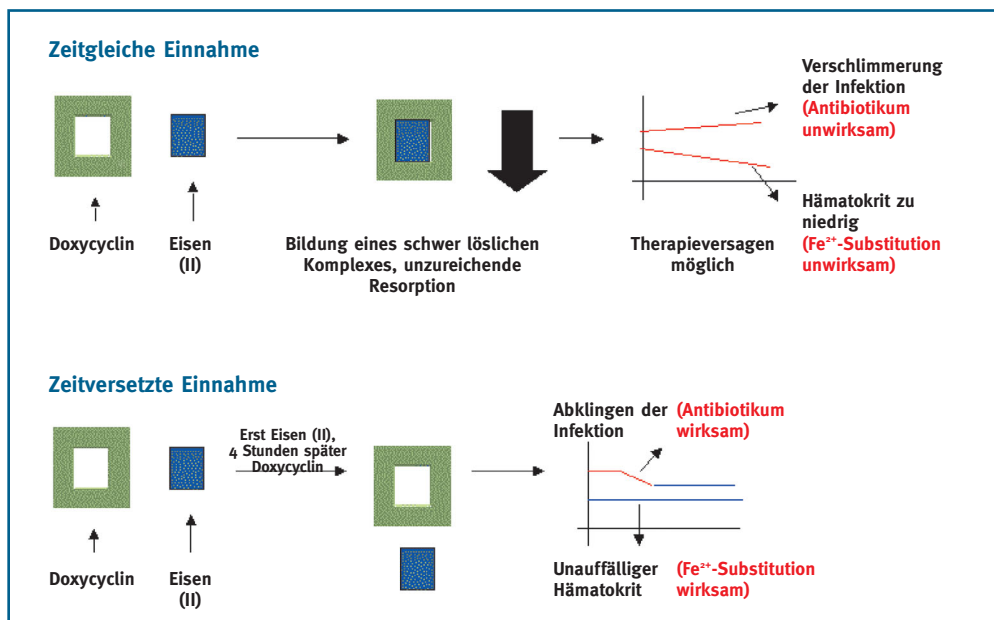 Zeitgleiche Einnahme
Verschlimmerung
der Infektion
(Antibiotikum
unwirksam)
Doxycyclin
Eisen
(II)
Bildung eines schwer löslichen
Komplexes, unzureichende
Resorption
Therapieversagen
möglich
Hämatokrit zu
niedrig
(Fe²⁺-Substitution
unwirksam)
Zeitversetzte Einnahme
Erst Eisen (II),
4 Stunden später
Doxycyclin
Abklingen der (Antibiotikum
Infektion wirksam)
Doxycyclin
Eisen
(II)
Unauffälliger (Fe²⁺-Substitution
Hämatokrit wirksam)